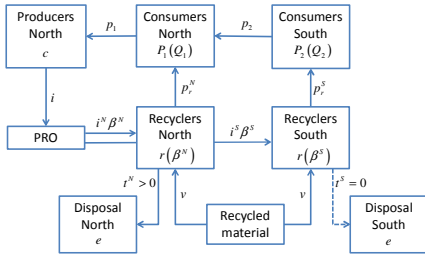 Producers North
c
p₁
Consumers North
P₁(Q₁)
p₂
Consumers South
P₂(Q₂)
i
p_r^N
p_r^S
PRO
i^N β^N
Recyclers North
r(β^N)
i^S β^S
Recyclers South
r(β^S)
t^N > 0
v
v
t^S = 0
Disposal North
e
Recycled material
Disposal South
e